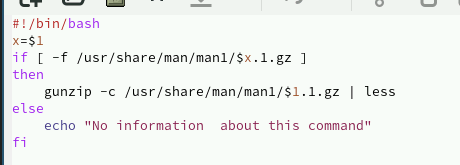 #!/bin/bash
x=$1
if [ -f /usr/share/man/man1/$x.1.gz ]
then
    gunzip -c /usr/share/man/man1/$1.1.gz | less
else
    echo "No information  about this command"
fi